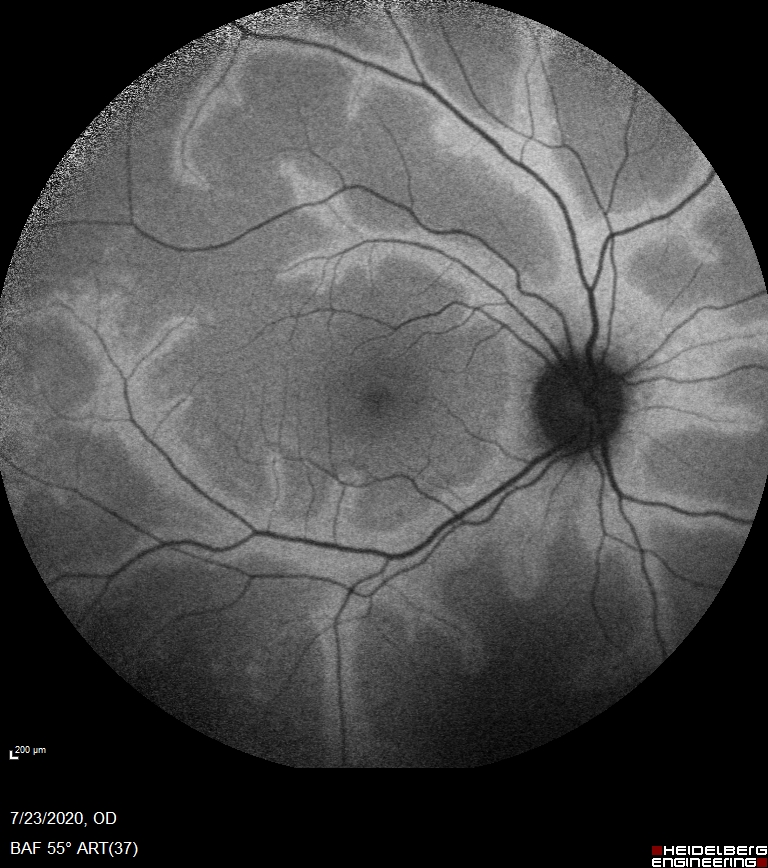 200 µm
7/23/2020, OD
BAF 55° ART(37)
HEIDELBERG
ENGINEERING